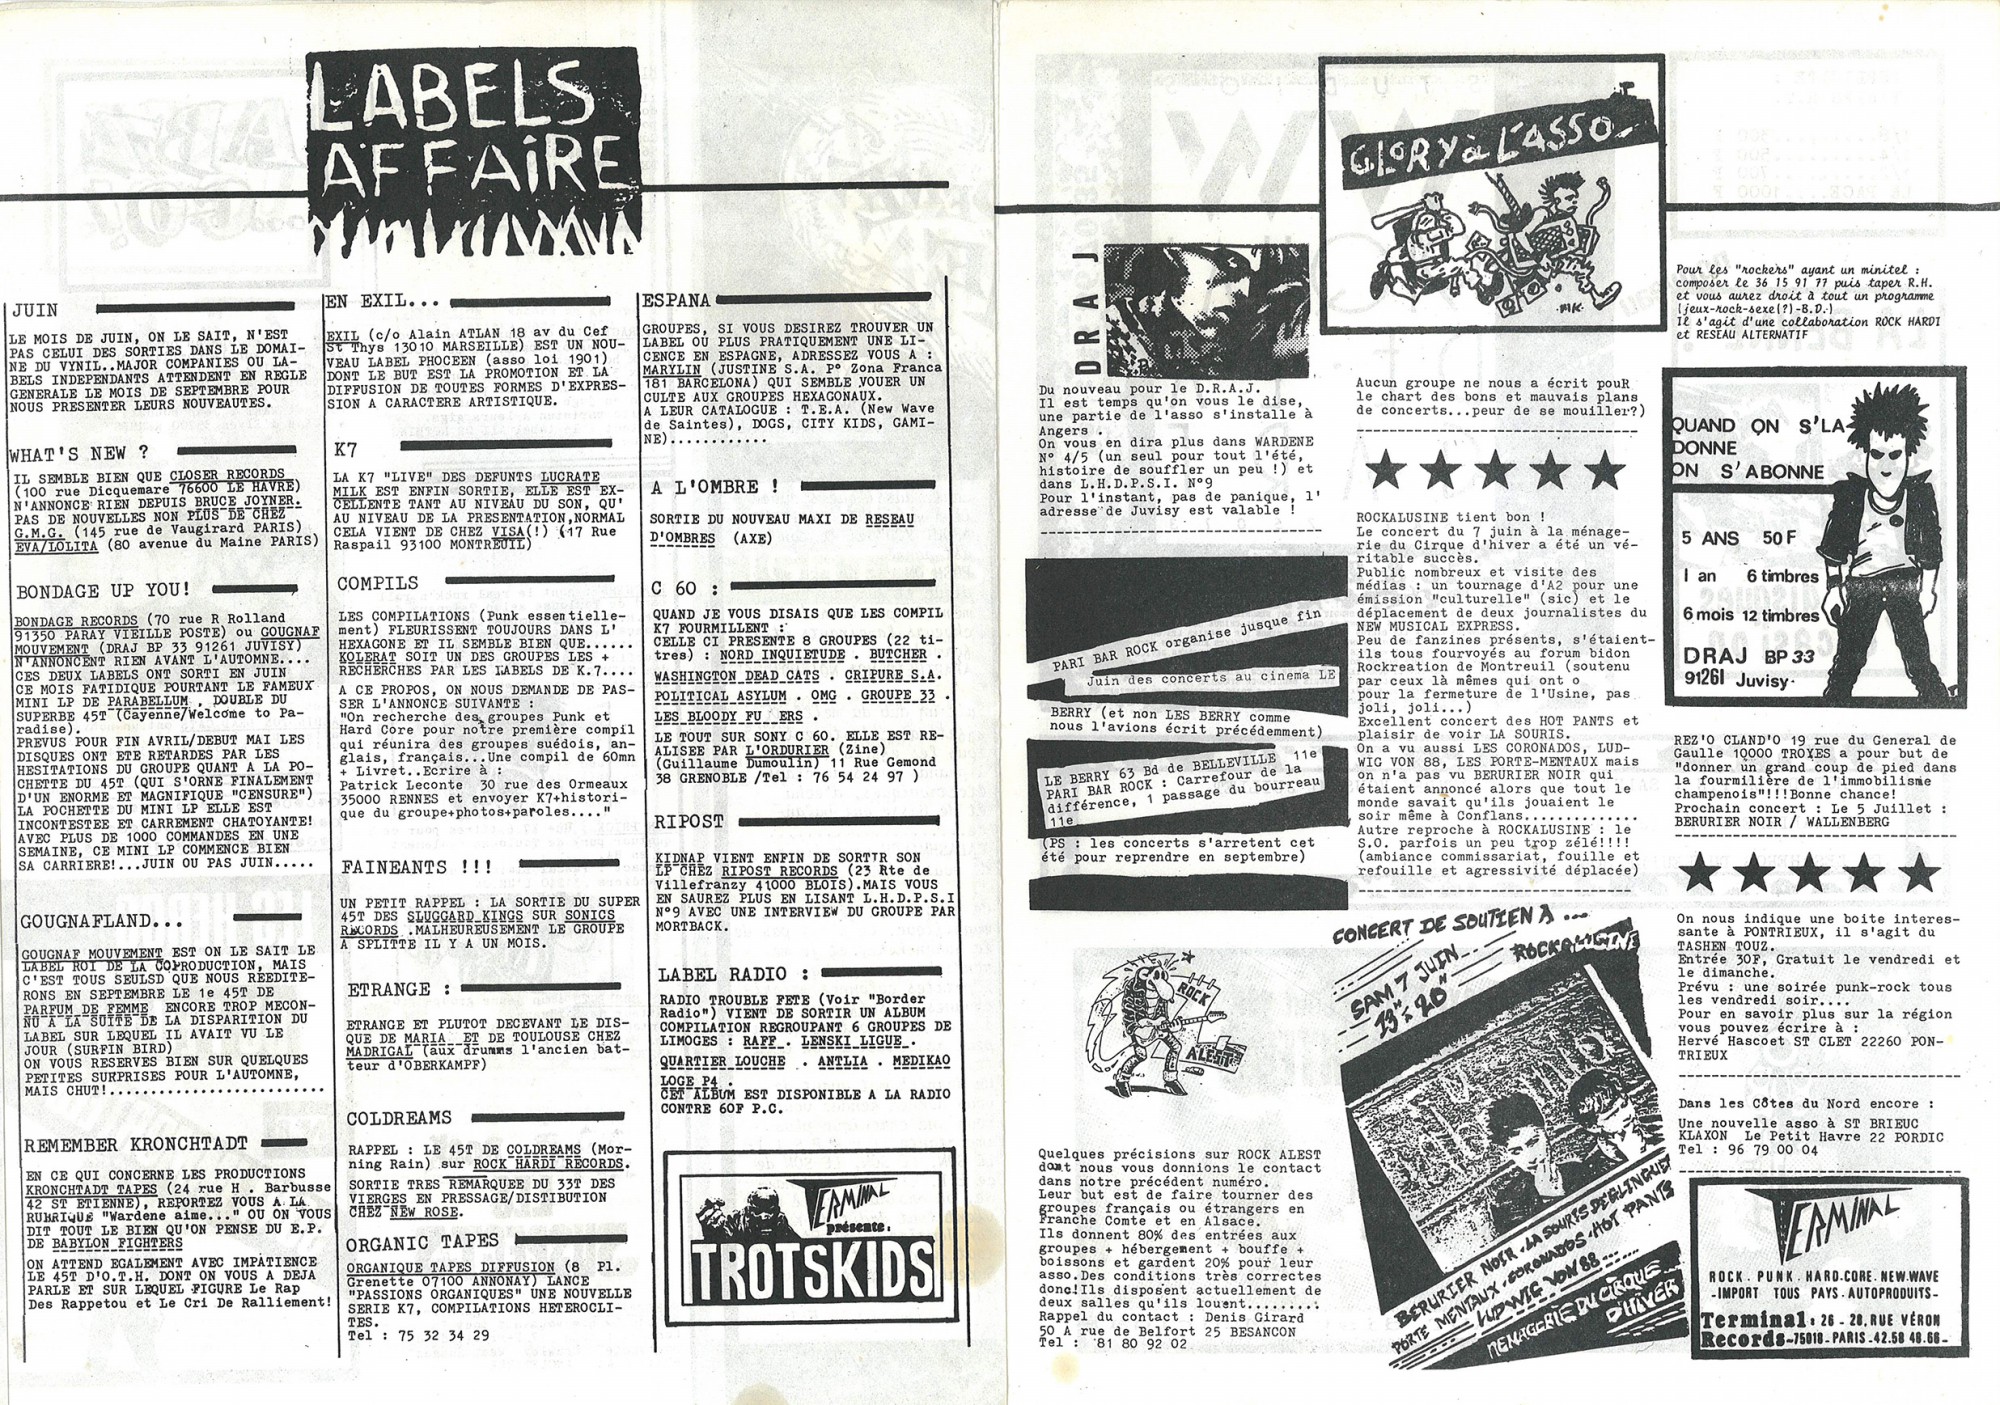 LABELS
AFFAiRE
JUIN
LE MOIS DE JUIN, ON LE SAIT, N'EST
PAS CELUI DES SORTIES DANS LE DOMAI-
NE DU VYNIL..MAJOR COMPANIES OU LA-
BELS INDEPENDANTS ATTENDENT EN REGLE
GENERALE LE MOIS DE SEPTEMBRE POUR
NOUS PRESENTER LEURS NOUVEAUTES.
WHAT'S NEW ?
IL SEMBLE BIEN QUE CLOSER RECORDS
(100 rue Dicquemare 76600 LE HAVRE)
N'ANNONCE RIEN DEPUIS BRUCE JOYNER.
PAS DE NOUVELLES NON PLUS DE CHEZ
G.M.G. (145 rue de Vaugirard PARIS)
EVA/LOLITA (80 avenue du Maine PARIS)
BONDAGE UP YOU!
BONDAGE RECORDS (70 rue R Rolland
91350 PARAY VIEILLE POSTE) ou GOUGNAF
MOUVEMENT (DRAJ BP 33 91261 JUVISY)
N'ANNONCENT RIEN AVANT L'AUTOMNE....
CES DEUX LABELS ONT SORTI EN JUIN
CE MOIS FATIDIQUE POURTANT LE FAMEUX
MINI LP DE PARABELLUM , DOUBLE DU
SUPERBE 45T (Cayenne/Welcome to Pa-
radise).
PREVUS POUR FIN AVRIL/DEBUT MAI LES
DISQUES ONT ETE RETARDES PAR LES
HESITATIONS DU GROUPE QUANT A LA PO-
CHETTE DU 45T (QUI S'ORNE FINALEMENT
D'UN ENORME ET MAGNIFIQUE "CENSURE")
LA POCHETTE DU MINI LP ELLE EST
INCONTESTEE ET CARREMENT CHATOYANTE!
AVEC PLUS DE 1000 COMMANDES EN UNE
SEMAINE, CE MINI LP COMMENCE BIEN
SA CARRIERE!...JUIN OU PAS JUIN.....
GOUGNAFLAND...
GOUGNAF MOUVEMENT EST ON LE SAIT LE
LABEL ROI DE LA COPRODUCTION, MAIS
C'EST TOUS SEULSD QUE NOUS REEDITE-
RONS EN SEPTEMBRE LE 1e 45T DE
PARFUM DE FEMME ENCORE TROP MECON-
NU A LA SUITE DE LA DISPARITION DU
LABEL SUR LEQUEL IL AVAIT VU LE
JOUR (SURFIN BIRD)
ON VOUS RESERVES BIEN SUR QUELQUES
PETITES SURPRISES POUR L'AUTOMNE,
MAIS CHUT!.........................
REMEMBER KRONCHTADT
EN CE QUI CONCERNE LES PRODUCTIONS
KRONCHTADT TAPES (24 rue H . Barbusse
42 ST ETIENNE), REPORTEZ VOUS A LA
RUBRIQUE "Wardene aime..." OU ON VOUS
DIT TOUT LE BIEN QU'ON PENSE DU E.P.
DE BABYLON FIGHTERS
ON ATTEND EGALEMENT AVEC IMPATIENCE
LE 45T D'O.T.H. DONT ON VOUS A DEJA
PARLE ET SUR LEQUEL FIGURE Le Rap
Des Rappetou et Le Cri De Ralliement!
EN EXIL...
EXIL (c/o Alain ATLAN 18 av du Cef
St Thys 13010 MARSEILLE) EST UN NOU-
VEAU LABEL PHOCEEN (asso loi 1901)
DONT LE BUT EST LA PROMOTION ET LA
DIFFUSION DE TOUTES FORMES D'EXPRES-
SION A CARACTERE ARTISTIQUE.
K7
LA K7 "LIVE" DES DEFUNTS LUCRATE
MILK EST ENFIN SORTIE, ELLE EST EX-
CELLENTE TANT AU NIVEAU DU SON, QU'
AU NIVEAU DE LA PRESENTATION,NORMAL
CELA VIENT DE CHEZ VISA(!) (17 Rue
Raspail 93100 MONTREUIL)
COMPILS
LES COMPILATIONS (Punk essentielle-
ment) FLEURISSENT TOUJOURS DANS L'
HEXAGONE ET IL SEMBLE BIEN QUE......
KOLERAT SOIT UN DES GROUPES LES +
RECHERCHES PAR LES LABELS DE K.7....
A CE PROPOS, ON NOUS DEMANDE DE PAS-
SER L'ANNONCE SUIVANTE :
"On recherche des groupes Punk et
Hard Core pour notre première compil
qui réunira des groupes suédois, an-
glais, français...Une compil de 60mn
+ Livret..Ecrire à :
Patrick Leconte 30 rue des Ormeaux
35000 RENNES et envoyer K7+histori-
que du groupe+photos+paroles...."
FAINEANTS !!!
UN PETIT RAPPEL : LA SORTIE DU SUPER
45T DES SLUGGARD KINGS SUR SONICS
RECORDS .MALHEUREUSEMENT LE GROUPE
A SPLITTE IL Y A UN MOIS.
ETRANGE :
ETRANGE ET PLUTOT DECEVANT LE DIS-
QUE DE MARIA ET DE TOULOUSE CHEZ
MADRIGAL (aux drums l'ancien bat-
teur d'OBERKAMPF)
COLDREAMS
RAPPEL : LE 45T DE COLDREAMS (Mor-
ning Rain) sur ROCK HARDI RECORDS.
SORTIE TRES REMARQUEE DU 33T DES
VIERGES EN PRESSAGE/DISTIBUTION
CHEZ NEW ROSE.
ORGANIC TAPES
ORGANIQUE TAPES DIFFUSION (8 Pl.
Grenette 07100 ANNONAY) LANCE
"PASSIONS ORGANIQUES" UNE NOUVELLE
SERIE K7, COMPILATIONS HETEROCLI-
TES.
Tel : 75 32 34 29
ESPANA
GROUPES, SI VOUS DESIREZ TROUVER UN
LABEL OU PLUS PRATIQUEMENT UNE LI-
CENCE EN ESPAGNE, ADRESSEZ VOUS A :
MARYLIN (JUSTINE S.A. P° Zona Franca
181 BARCELONA) QUI SEMBLE VOUER UN
CULTE AUX GROUPES HEXAGONAUX.
A LEUR CATALOGUE : T.E.A. (New Wave
de Saintes), DOGS, CITY KIDS, GAMI-
NE)............
A L'OMBRE !
SORTIE DU NOUVEAU MAXI DE RESEAU
D'OMBRES (AXE)
C 60 :
QUAND JE VOUS DISAIS QUE LES COMPIL
K7 FOURMILLENT :
CELLE CI PRESENTE 8 GROUPES (22 ti-
tres) : NORD INQUIETUDE . BUTCHER .
WASHINGTON DEAD CATS . CRIPURE S.A.
POLITICAL ASYLUM . OMG . GROUPE 33 .
LES BLOODY FU ERS .
LE TOUT SUR SONY C 60. ELLE EST RE-
ALISEE PAR L'ORDURIER (Zine)
(Guillaume Dumoulin) 11 Rue Gemond
38 GRENOBLE /Tel : 76 54 24 97 )
RIPOST
KIDNAP VIENT ENFIN DE SORTIR SON
LP CHEZ RIPOST RECORDS (23 Rte de
Villefranzy 41000 BLOIS).MAIS VOUS
EN SAUREZ PLUS EN LISANT L.H.D.P.S.I
N°9 AVEC UNE INTERVIEW DU GROUPE PAR
MORTBACK.
LABEL RADIO :
RADIO TROUBLE FETE (Voir "Border
Radio") VIENT DE SORTIR UN ALBUM
COMPILATION REGROUPANT 6 GROUPES DE
LIMOGES : RAFF . LENSKI LIGUE .
QUARTIER LOUCHE . ANTLIA . MEDIKAO
LOGE P4 .
CET ALBUM EST DISPONIBLE A LA RADIO
CONTRE 60F P.C.
TERMINAL
présente:
TROTSKIDS
GLORY à L'ASSO
MK
DRAJ
Du nouveau pour le D.R.A.J.
Il est temps qu'on vous le dise,
une partie de l'asso s'installe à
Angers .
On vous en dira plus dans WARDENE
N° 4/5 (un seul pour tout l'été,
histoire de souffler un peu !) et
dans L.H.D.P.S.I. N°9
Pour l'instant, pas de panique, l'
adresse de Juvisy est valable !
PARI BAR ROCK organise jusque fin
Juin des concerts au cinema LE
BERRY (et non LES BERRY comme
nous l'avions écrit précédemment)
LE BERRY 63 Bd de BELLEVILLE 11e
PARI BAR ROCK : Carrefour de la
différence, 1 passage du bourreau
11e
(PS : les concerts s'arretent cet
été pour reprendre en septembre)
ROCK
ALEST
Quelques précisions sur ROCK ALEST
dont nous vous donnions le contact
dans notre précédent numéro.
Leur but est de faire tourner des
groupes français ou étrangers en
Franche Comte et en Alsace.
Ils donnent 80% des entrées aux
groupes + hébergement + bouffe +
boissons et gardent 20% pour leur
asso.Des conditions très correctes
donc!Ils disposent actuellement de
deux salles qu'ils louent.........
Rappel du contact : Denis Girard
50 A rue de Belfort 25 BESANCON
Tel : 81 80 92 02
Aucun groupe ne nous a écrit pouR
le chart des bons et mauvais plans
de concerts...peur de se mouiller?)
ROCKALUSINE tient bon !
Le concert du 7 juin à la ménage-
rie du Cirque d'hiver a été un vé-
ritable succès.
Public nombreux et visite des
médias : un tournage d'A2 pour une
émission "culturelle" (sic) et le
déplacement de deux journalistes du
NEW MUSICAL EXPRESS.
Peu de fanzines présents, s'étaient-
ils tous fourvoyés au forum bidon
Rockreation de Montreuil (soutenu
par ceux là mêmes qui ont o
pour la fermeture de l'Usine, pas
joli, joli...)
Excellent concert des HOT PANTS et
plaisir de voir LA SOURIS.
On a vu aussi LES CORONADOS, LUD-
WIG VON 88, LES PORTE-MENTAUX mais
on n'a pas vu BERURIER NOIR qui
étaient annoncé alors que tout le
monde savait qu'ils jouaient le
soir même à Conflans.............
Autre reproche à ROCKALUSINE : le
S.O. parfois un peu trop zélé!!!!
(ambiance commissariat, fouille et
refouille et agressivité déplacée)
CONCERT DE SOUTIEN A ...
ROCKALUSINE
SAM 7 JUIN
13H à 20H
BERURIER NOIR . LA SOURIS DEGLINGUEE
PORTE MENTAUX . CORONADOS . HOT PANTS
LUDWIG VON 88 ...
MENAGERIE DU CIRQUE
D'HIVER
Pour les "rockers" ayant un minitel :
composer le 36 15 91 77 puis taper R.H.
et vous aurez droit à tout un programme
(jeux-rock-sexe(?)-B.D.)
Il s'agit d'une collaboration ROCK HARDI
et RESEAU ALTERNATIF
QUAND ON S'LA
DONNE
ON S'ABONNE
5 ANS 50F
1 an 6 timbres
6 mois 12 timbres
DRAJ BP 33
91261 Juvisy.
REZ'O CLAND'O 19 rue du General de
Gaulle 10000 TROYES a pour but de
"donner un grand coup de pied dans
la fourmilière de l'immobilisme
champenois"!!!Bonne chance!
Prochain concert : Le 5 Juillet :
BERURIER NOIR / WALLENBERG
On nous indique une boite interes-
sante à PONTRIEUX, il s'agit du
TASHEN TOUZ.
Entrée 30F, Gratuit le vendredi et
le dimanche.
Prévu : une soirée punk-rock tous
les vendredi soir....
Pour en savoir plus sur la région
vous pouvez écrire à :
Hervé Hascoet ST CLET 22260 PON-
TRIEUX
Dans les Côtes du Nord encore :
Une nouvelle asso à ST BRIEUC
KLAXON Le Petit Havre 22 PORDIC
Tel : 96 79 00 04
TERMINAL
ROCK . PUNK . HARD-CORE . NEW-WAVE
-IMPORT TOUS PAYS - AUTOPRODUITS-
Terminal: 26 - 28, RUE VÉRON
Records-75018-PARIS-42.58 48.66-